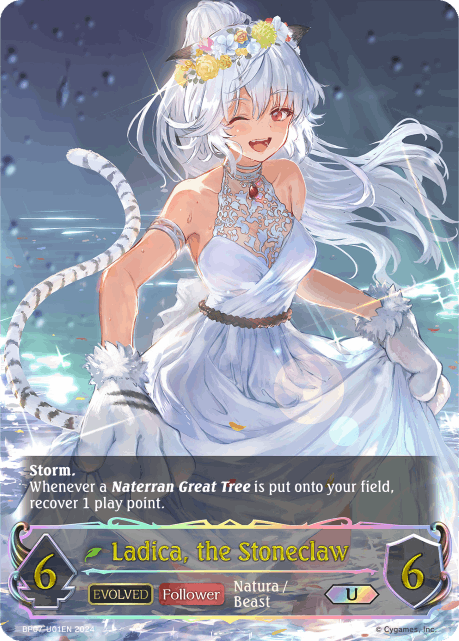 Storm.
Whenever a Naterran Great Tree is put onto your field,
recover 1 play point.
Ladica, the Stoneclaw
6
6
EVOLVED
Follower
Natura /
Beast
U
BP07-U01EN 2024
© Cygames, Inc.